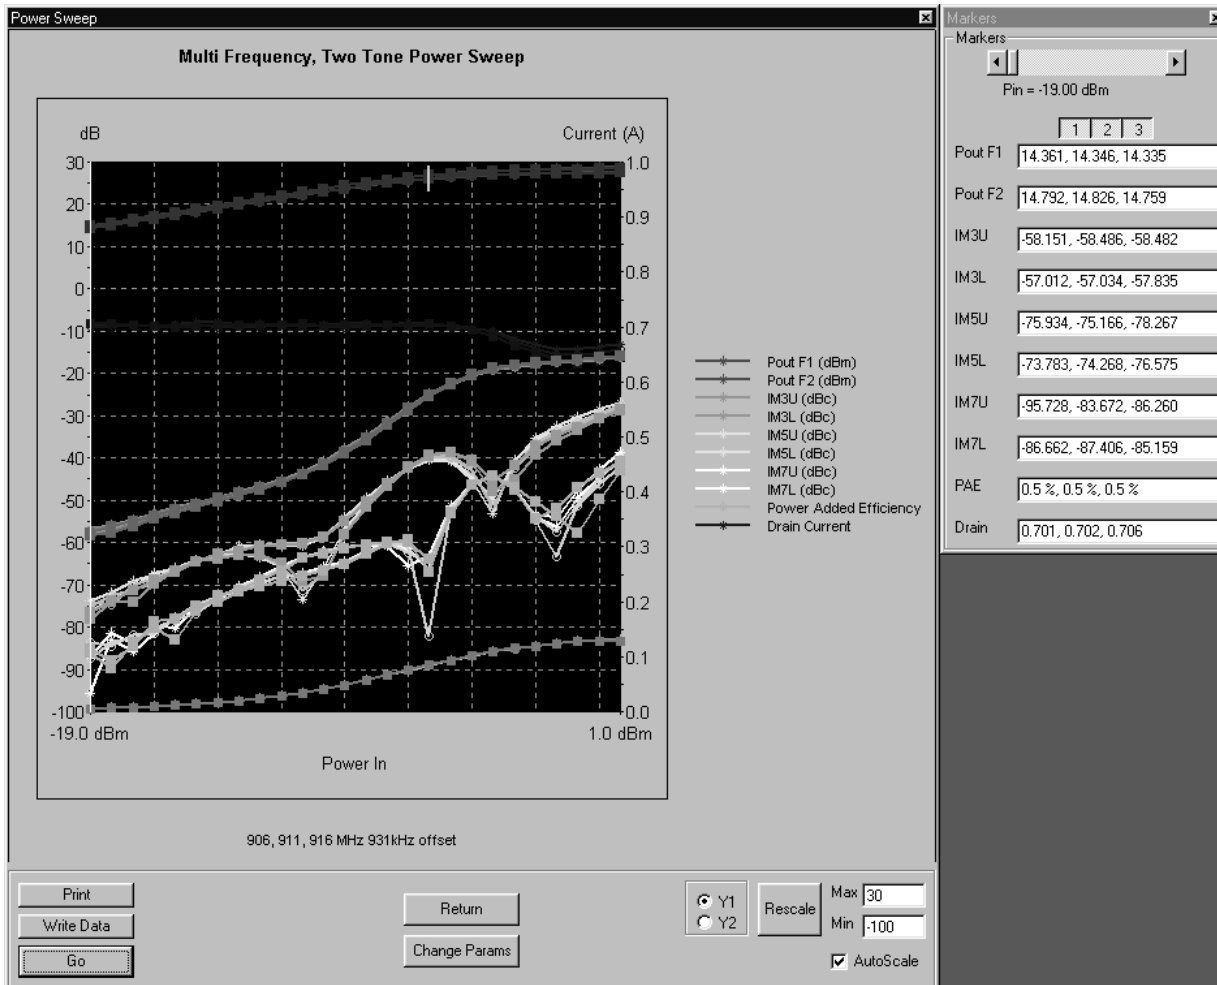 Power Sweep
Multi Frequency, Two Tone Power Sweep
dB
Current (A)
30
20
10
0
-10
-20
-30
-40
-50
-60
-70
-80
-90
-100
1.0
0.9
0.8
0.7
0.6
0.5
0.4
0.3
0.2
0.1
0.0
-19.0 dBm
1.0 dBm
Power In
Pout F1 (dBm)
Pout F2 (dBm)
IM3U (dBc)
IM3L (dBc)
IM5U (dBc)
IM5L (dBc)
IM7U (dBc)
IM7L (dBc)
Power Added Efficiency
Drain Current
906, 911, 916 MHz 931kHz offset
Print
Write Data
Go
Return
Change Params
Y1
Y2
Rescale
Max 30
Min -100
AutoScale
Markers
Markers
Pin = -19.00 dBm
1 2 3
Pout F1 14.361, 14.346, 14.335
Pout F2 14.792, 14.826, 14.759
IM3U -58.151, -58.486, -58.482
IM3L -57.012, -57.034, -57.835
IM5U -75.934, -75.166, -78.267
IM5L -73.783, -74.268, -76.575
IM7U -95.728, -83.672, -86.260
IM7L -86.662, -87.406, -85.159
PAE 0.5 %, 0.5 %, 0.5 %
Drain 0.701, 0.702, 0.706